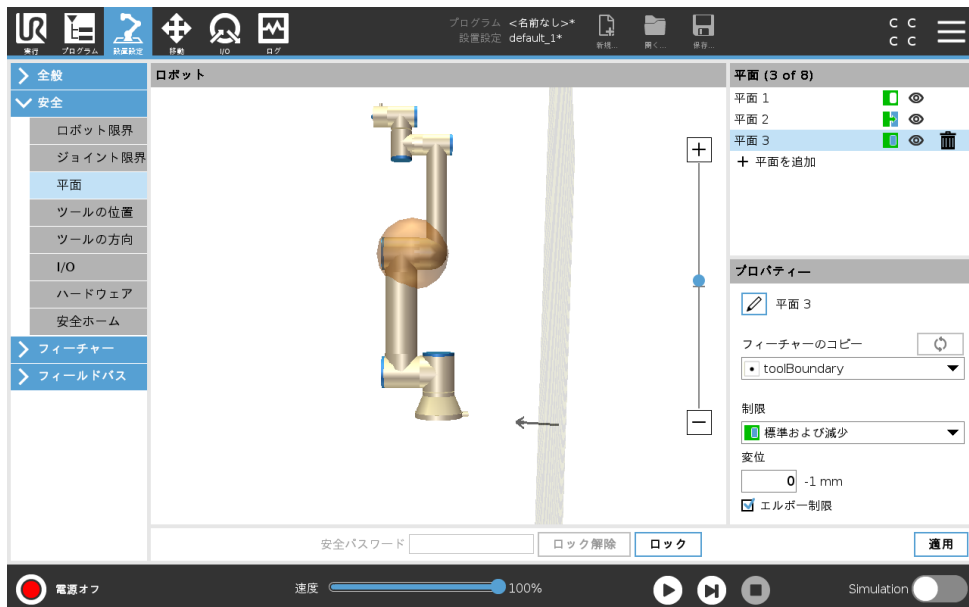 プログラム <名前なし>*
設置設定 default_1*
実行
プログラム
設置設定
移動
I/O
ログ
新規...
開く...
保存...
C C
C C
全般
安全
ロボット限界
ジョイント限界
平面
ツールの位置
ツールの方向
I/O
ハードウェア
安全ホーム
フィーチャー
フィールドバス
ロボット
平面 (3 of 8)
平面 1
平面 2
平面 3
+ 平面を追加
プロパティー
平面 3
フィーチャーのコピー
toolBoundary
制限
標準および減少
変位
0 -1 mm
エルボー制限
安全パスワード
ロック解除
ロック
適用
電源オフ
速度
100%
Simulation